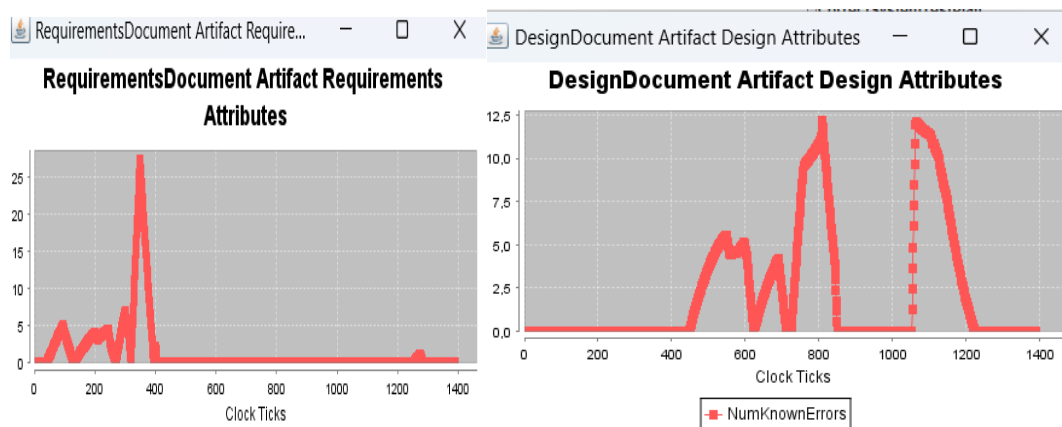 RequirementsDocument Artifact Require...
RequirementsDocument Artifact Requirements
Attributes
25
20
15
10
5
0
0 200 400 600 800 1000 1200 1400
Clock Ticks
DesignDocument Artifact Design Attributes
DesignDocument Artifact Design Attributes
12,5
10,0
7,5
5,0
2,5
0,0
0 200 400 600 800 1000 1200 1400
Clock Ticks
NumKnownErrors